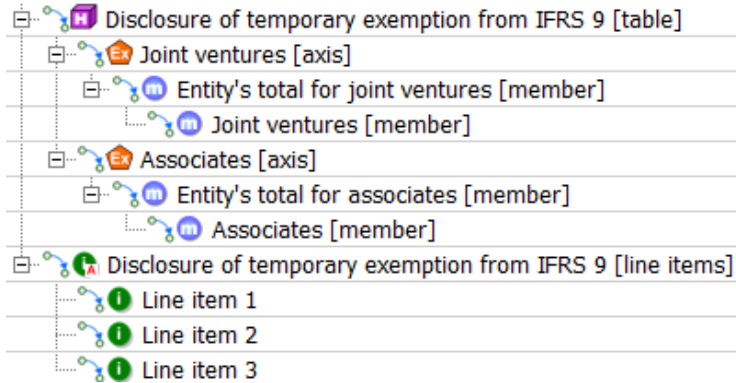 Disclosure of temporary exemption from IFRS 9 [table]
Joint ventures [axis]
Entity's total for joint ventures [member]
Joint ventures [member]
Associates [axis]
Entity's total for associates [member]
Associates [member]
Disclosure of temporary exemption from IFRS 9 [line items]
Line item 1
Line item 2
Line item 3